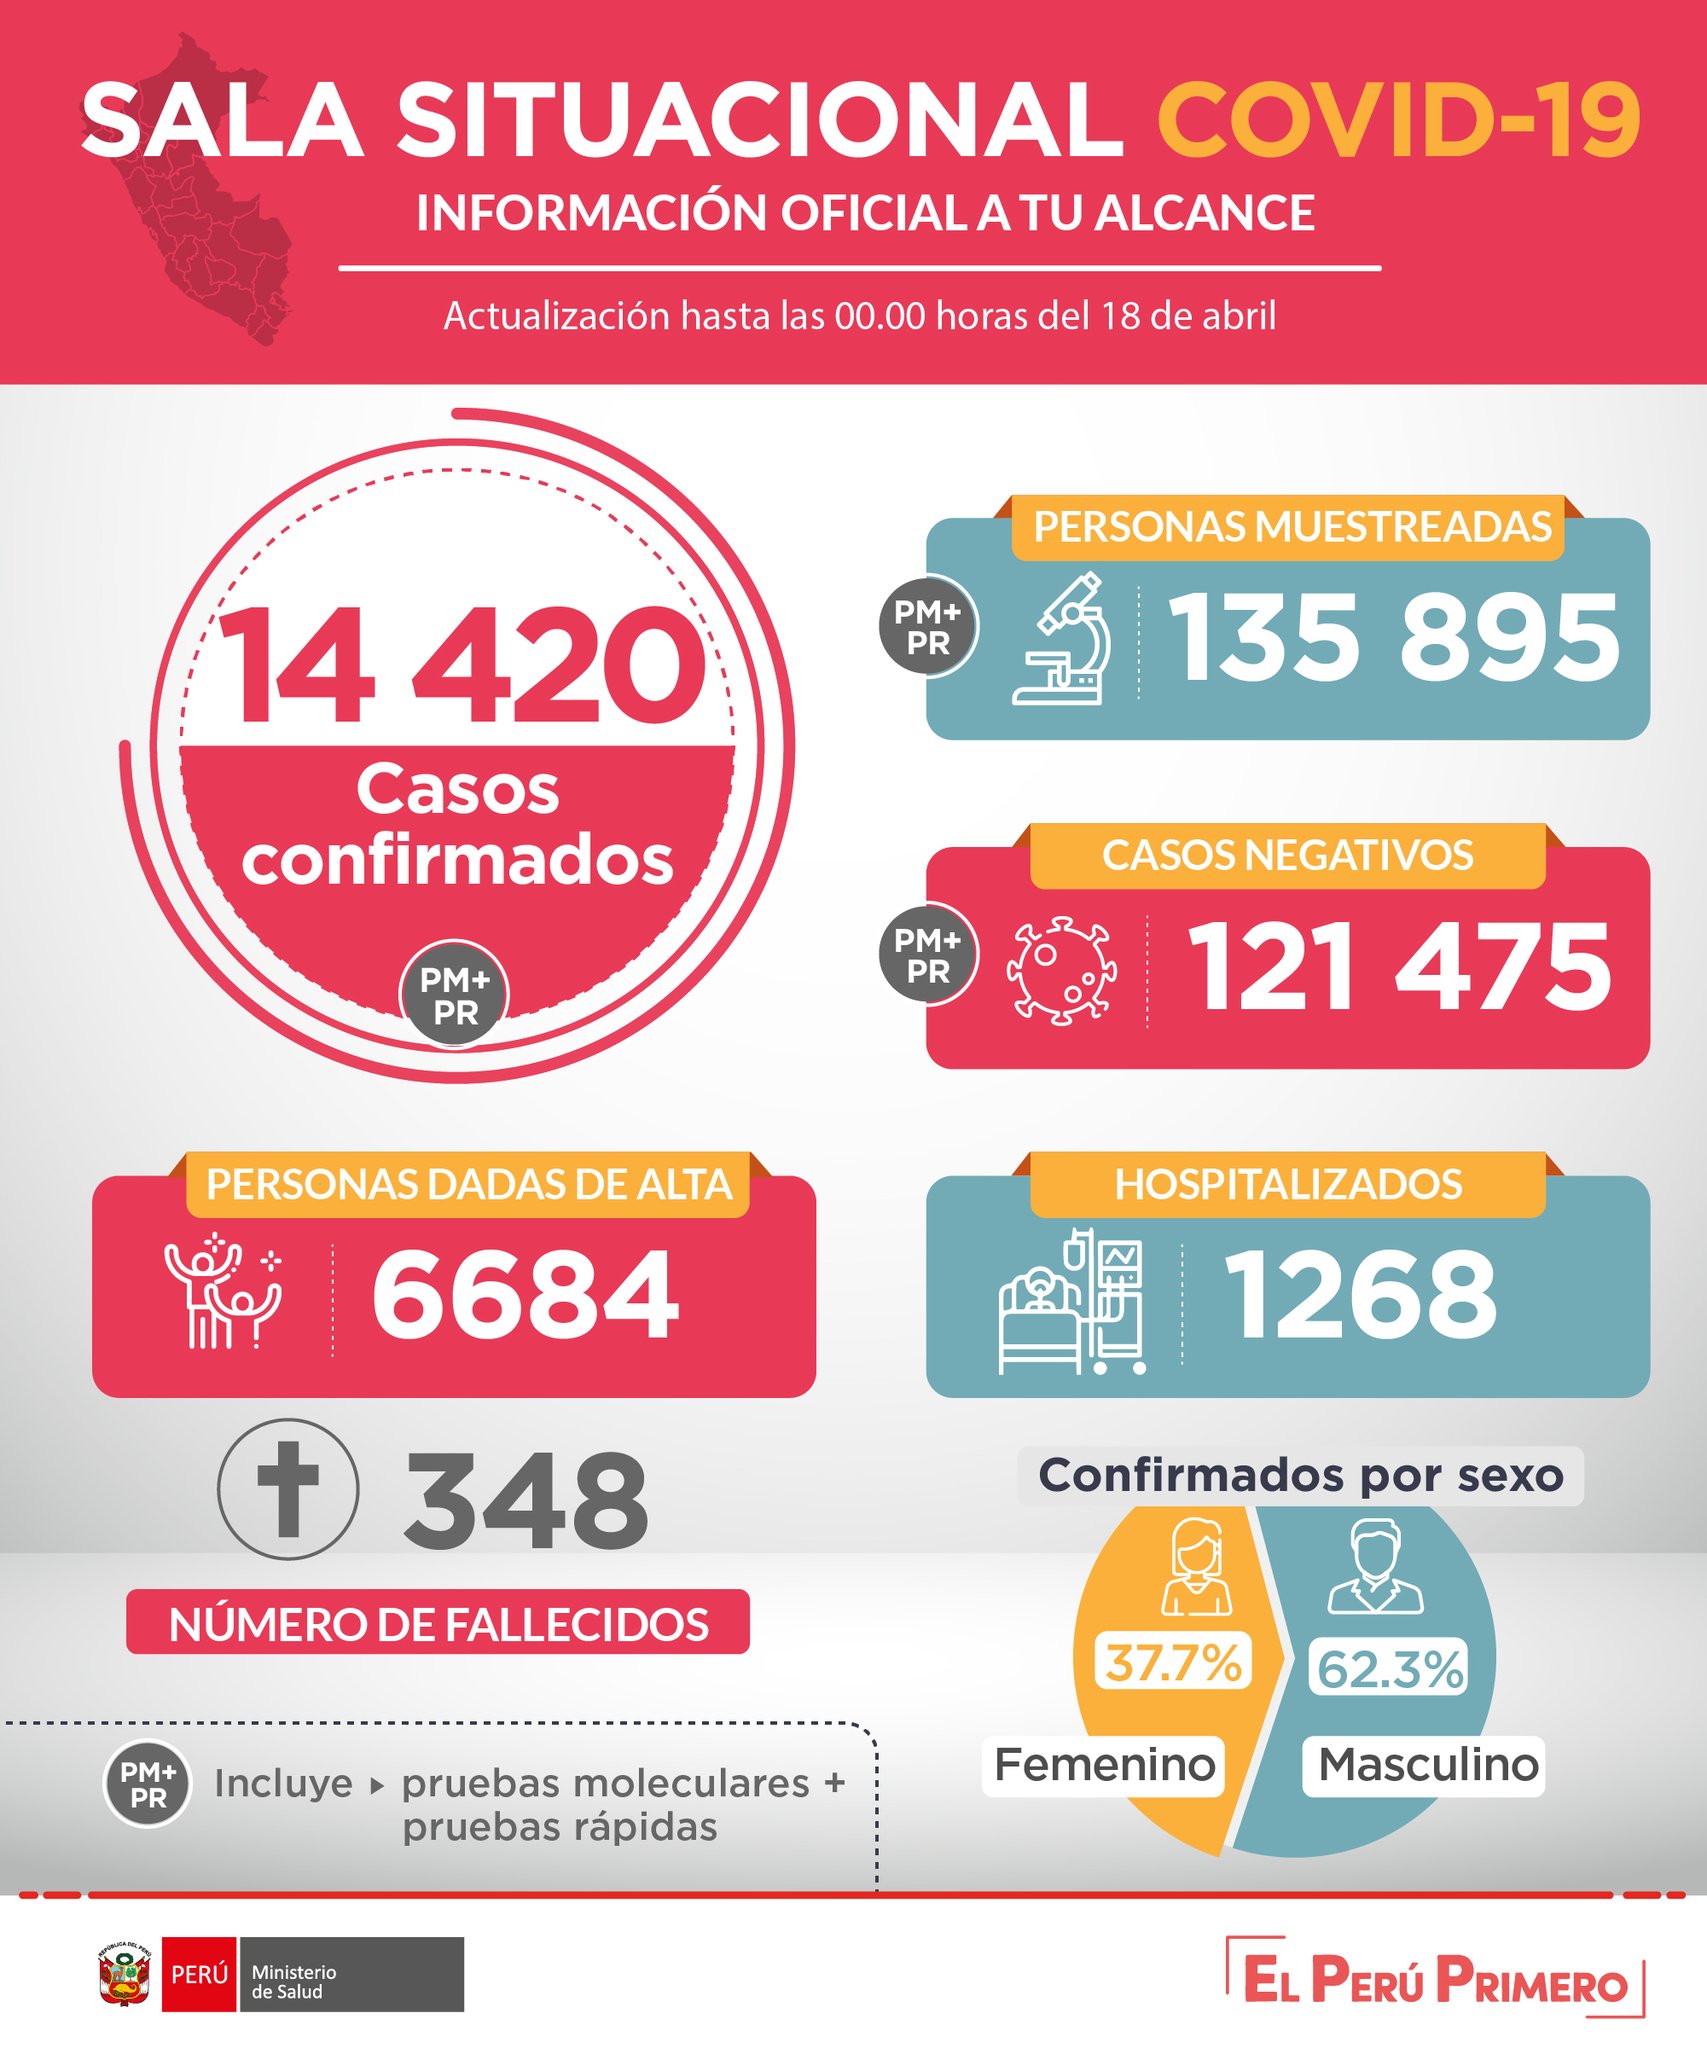 SALA SITUACIONAL COVID-19
INFORMACIÓN OFICIAL A TU ALCANCE
Actualización hasta las 00.00 horas del 18 de abril
14 420
Casos
confirmados
PM+
PR
PERSONAS MUESTREADAS
PM+
PR
135 895
CASOS NEGATIVOS
PM+
PR
121 475
PERSONAS DADAS DE ALTA
6684
HOSPITALIZADOS
1268
348
NÚMERO DE FALLECIDOS
Confirmados por sexo
37.7%
Femenino
62.3%
Masculino
PM+
PR
Incluye pruebas moleculares +
pruebas rápidas
REPÚBLICA DEL PERÚ
PERÚ
Ministerio
de Salud
EL PERÚ PRIMERO